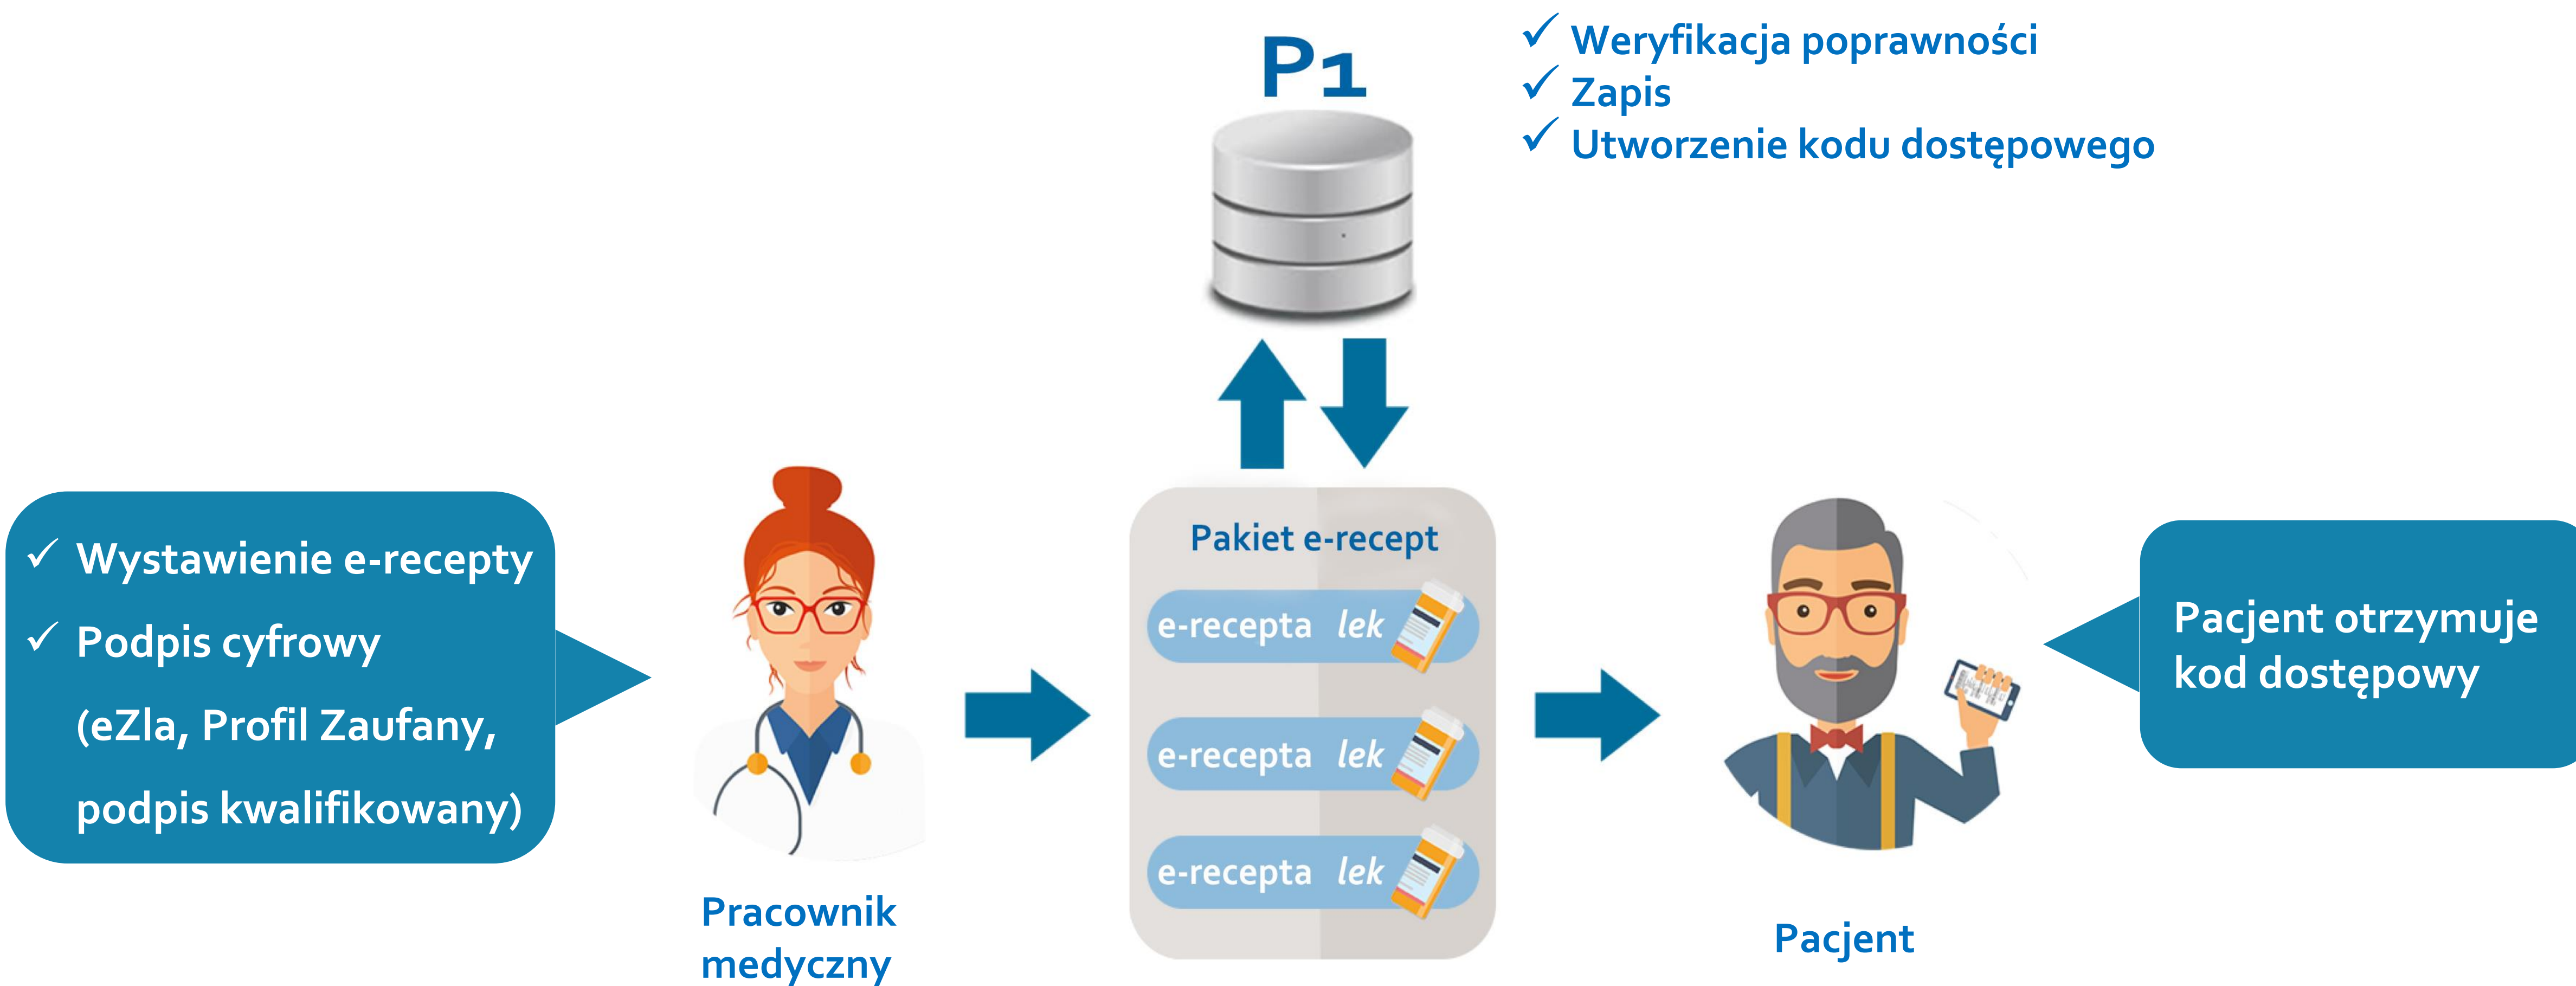 P1
✓ Weryfikacja poprawności
✓ Zapis
✓ Utworzenie kodu dostępowego
✓ Wystawienie e-recepty
✓ Podpis cyfrowy
(eZla, Profil Zaufany,
podpis kwalifikowany)
Pracownik
medyczny
Pakiet e-recept
e-recepta lek
e-recepta lek
e-recepta lek
Pacjent
Pacjent otrzymuje
kod dostępowy